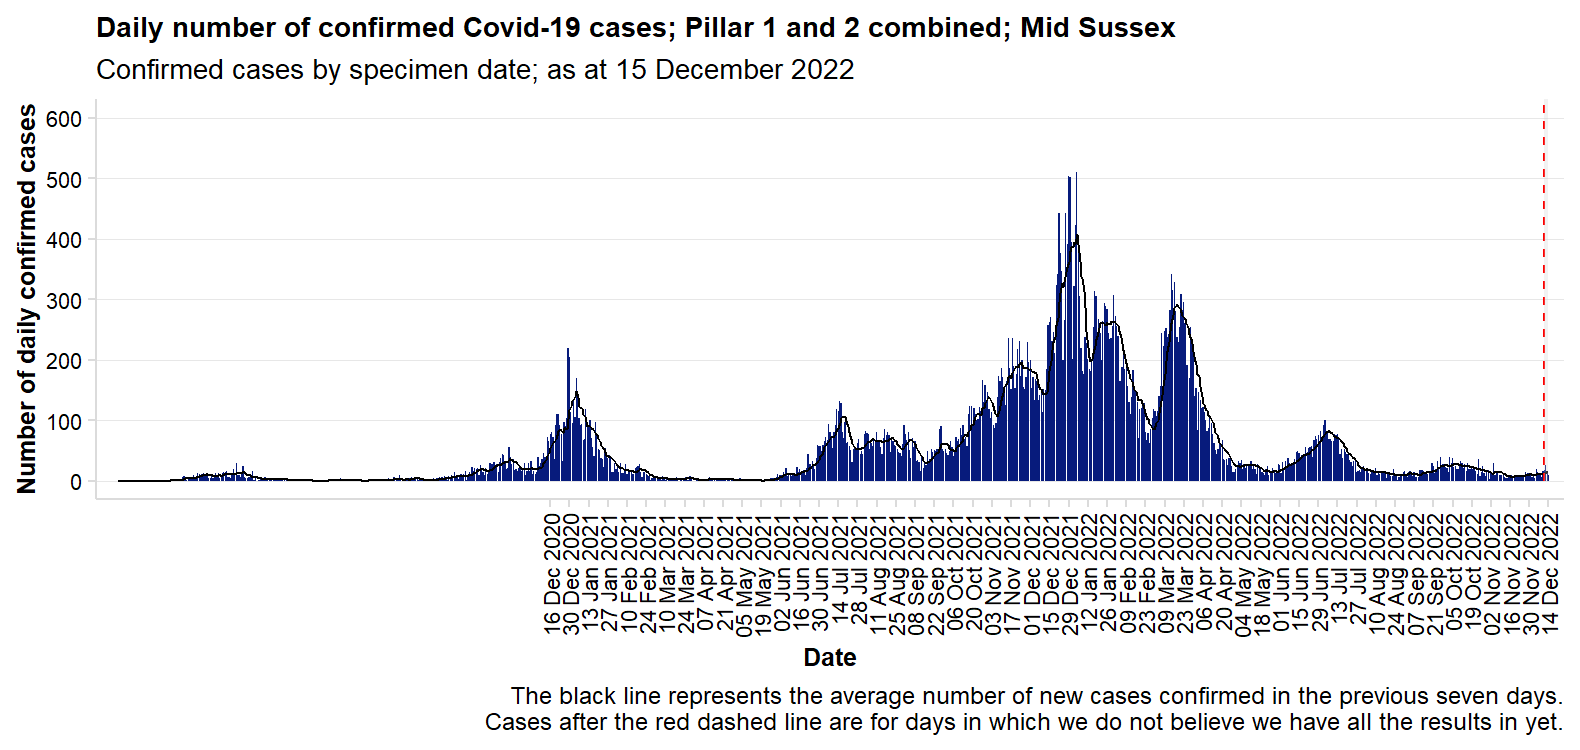 Daily number of confirmed Covid-19 cases; Pillar 1 and 2 combined; Mid Sussex
Confirmed cases by specimen date; as at 15 December 2022
Number of daily confirmed cases
600
500
400
300
200
100
0
16 Dec 2020
30 Dec 2020
13 Jan 2021
27 Jan 2021
10 Feb 2021
24 Feb 2021
10 Mar 2021
24 Mar 2021
07 Apr 2021
21 Apr 2021
05 May 2021
19 May 2021
02 Jun 2021
16 Jun 2021
30 Jun 2021
14 Jul 2021
28 Jul 2021
11 Aug 2021
25 Aug 2021
08 Sep 2021
22 Sep 2021
06 Oct 2021
20 Oct 2021
03 Nov 2021
17 Nov 2021
01 Dec 2021
15 Dec 2021
29 Dec 2021
12 Jan 2022
26 Jan 2022
09 Feb 2022
23 Feb 2022
09 Mar 2022
23 Mar 2022
06 Apr 2022
20 Apr 2022
04 May 2022
18 May 2022
01 Jun 2022
15 Jun 2022
29 Jun 2022
13 Jul 2022
27 Jul 2022
10 Aug 2022
24 Aug 2022
07 Sep 2022
21 Sep 2022
05 Oct 2022
19 Oct 2022
02 Nov 2022
16 Nov 2022
30 Nov 2022
14 Dec 2022
Date
The black line represents the average number of new cases confirmed in the previous seven days.
Cases after the red dashed line are for days in which we do not believe we have all the results in yet.